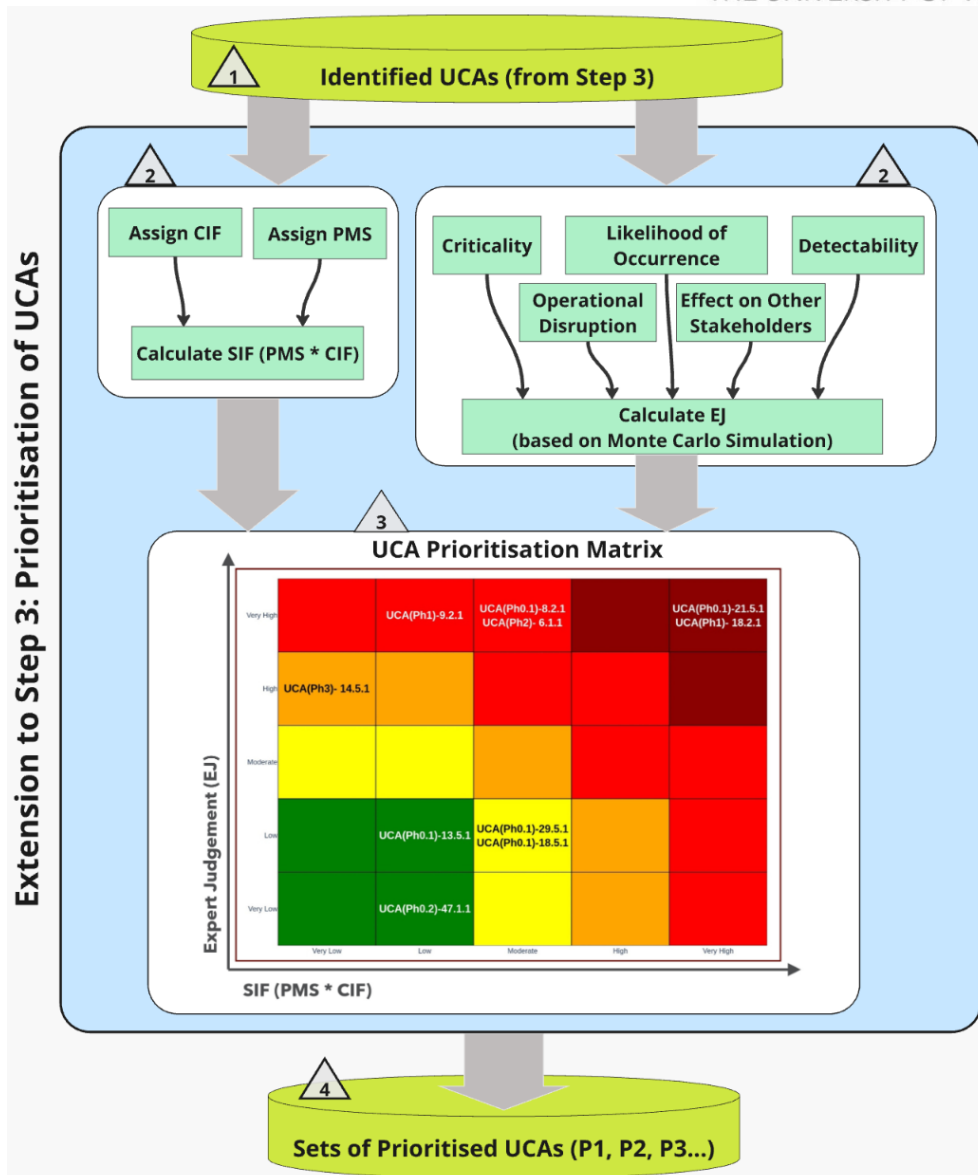 1
Identified UCAs (from Step 3)
Extension to Step 3: Prioritisation of UCAs
2
Assign CIF
Assign PMS
Calculate SIF (PMS * CIF)
2
Criticality
Likelihood of
Occurrence
Detectability
Operational
Disruption
Effect on Other
Stakeholders
Calculate EJ
(based on Monte Carlo Simulation)
3
UCA Prioritisation Matrix
Expert Judgement (EJ)
Very High
UCA(Ph1)-9.2.1
UCA(Ph0.1)-8.2.1
UCA(Ph2)- 6.1.1
UCA(Ph0.1)-21.5.1
UCA(Ph1)- 18.2.1
High
UCA(Ph3)- 14.5.1
Moderate
Low
UCA(Ph0.1)-13.5.1
UCA(Ph0.1)-29.5.1
UCA(Ph0.1)-18.5.1
Very Low
UCA(Ph0.2)-47.1.1
Very Low
Low
Moderate
High
Very High
SIF (PMS * CIF)
4
Sets of Prioritised UCAs (P1, P2, P3...)